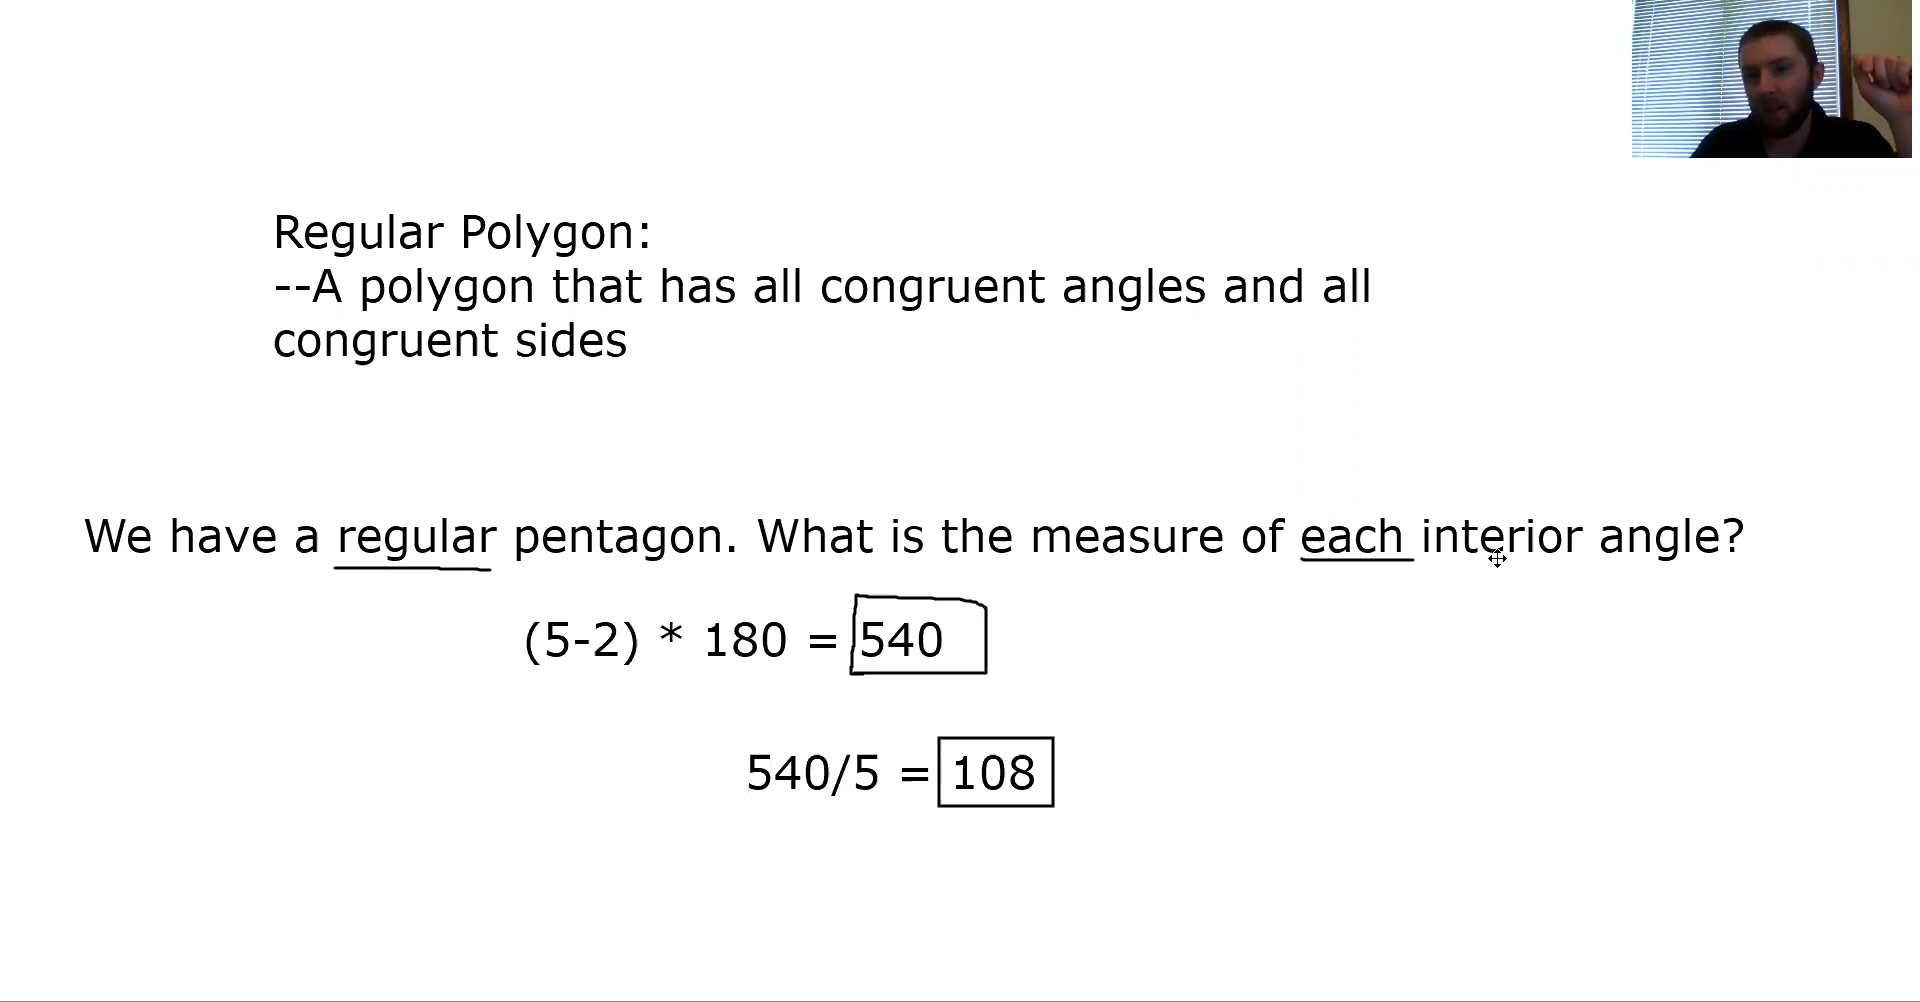 Regular Polygon:
--A polygon that has all congruent angles and all
congruent sides
We have a regular pentagon. What is the measure of each interior angle?
(5-2) * 180 = 540
540/5 = 108